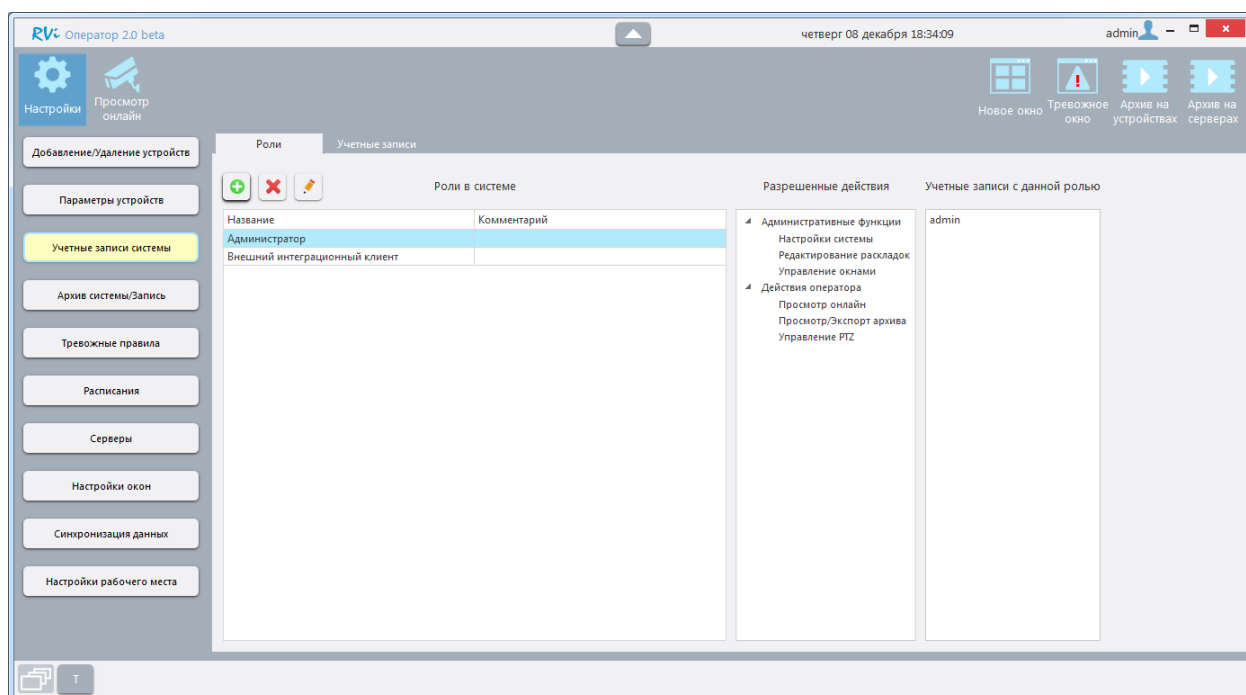 RVi Оператор 2.0 beta
четверг 08 декабря 18:34:09
admin
Настройки
Просмотр
онлайн
Новое окно
Тревожное
окно
Архив на
устройствах
Архив на
серверах
Добавление/Удаление устройств
Параметры устройств
Учетные записи системы
Архив системы/Запись
Тревожные правила
Расписания
Серверы
Настройки окон
Синхронизация данных
Настройки рабочего места
Роли
Учетные записи
Роли в системе
Разрешенные действия
Учетные записи с данной ролью
Название
Комментарий
Администратор
Внешний интеграционный клиент
Административные функции
Настройки системы
Редактирование раскладок
Управление окнами
Действия оператора
Просмотр онлайн
Просмотр/Экспорт архива
Управление PTZ
admin
T